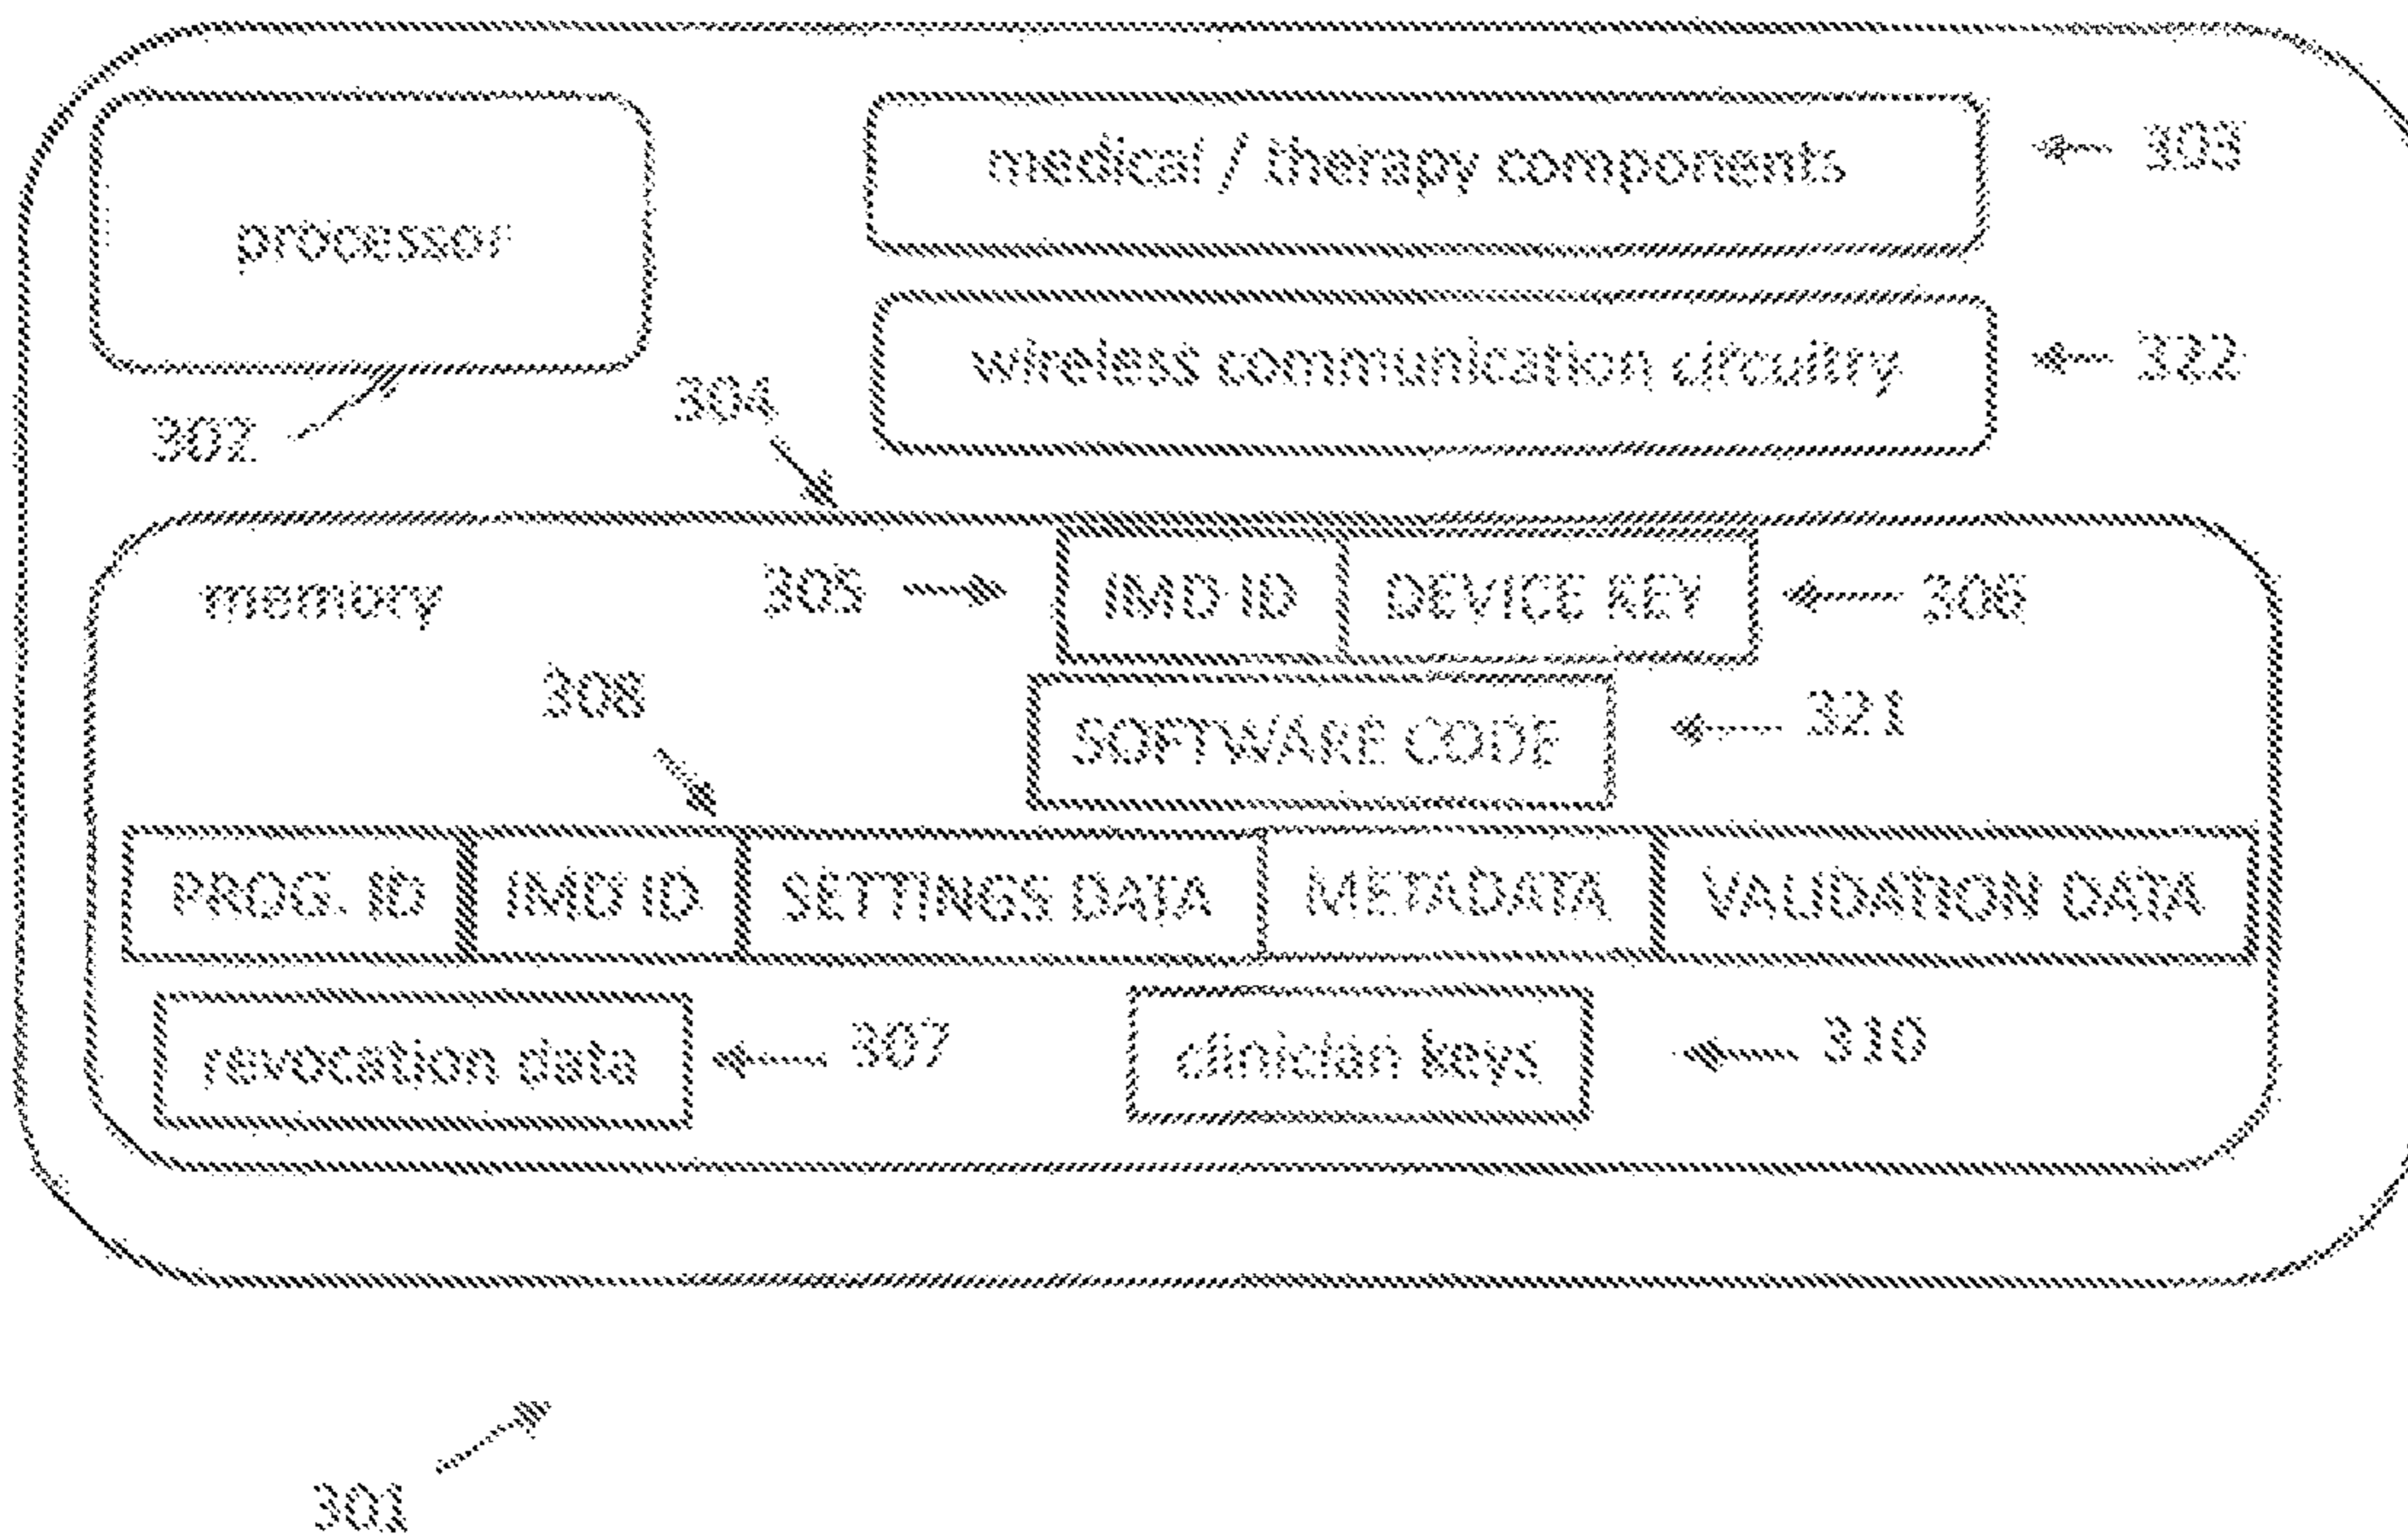 medical / therapy components 303
processor
wireless communication circuitry 322
304
302
memory 305 IMD ID DEVICE KEY 306
308
SOFTWARE CODE 321
PROG. ID IMD ID SETTINGS DATA METADATA VALIDATION DATA
revocation data 307 clinician keys 310
301